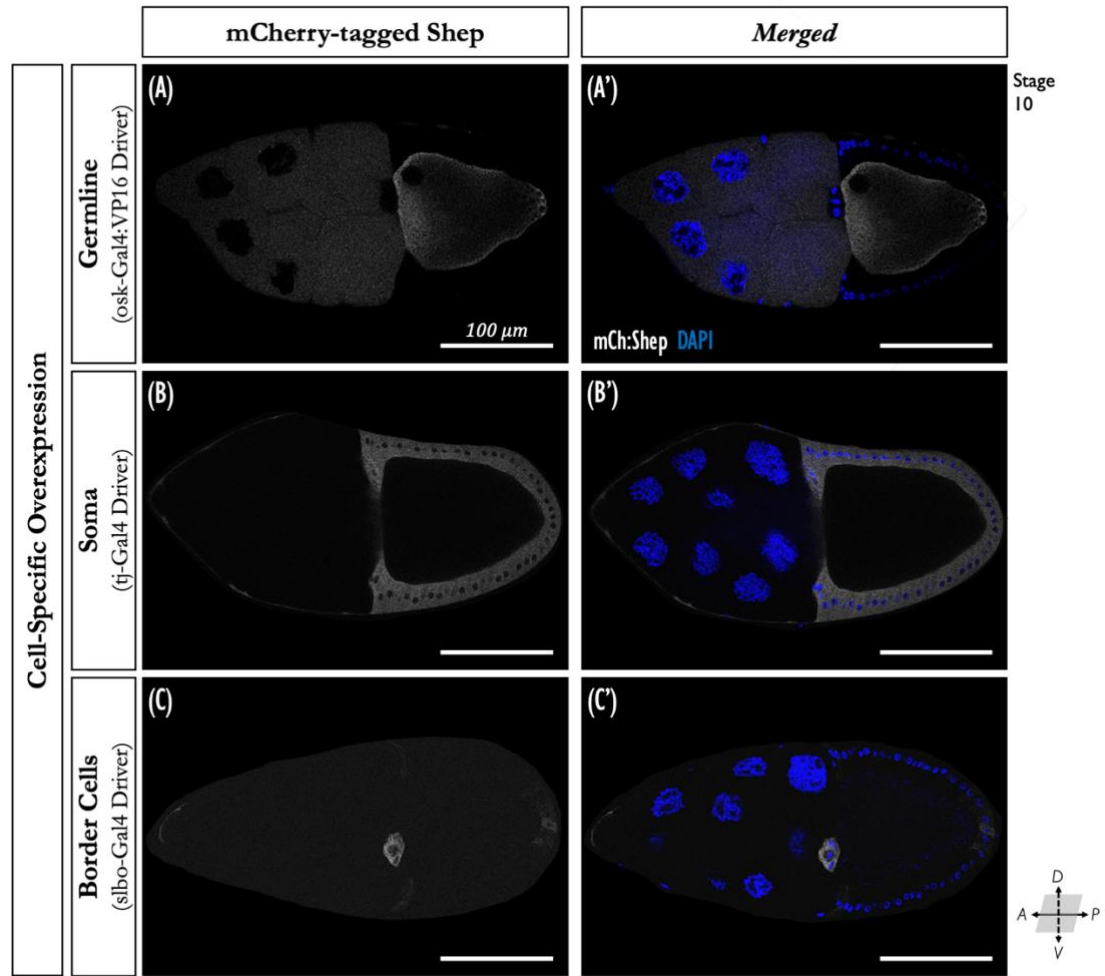 mCherry-tagged Shep
Merged
Cell-Specific Overexpression
Germline
(osk-Gal4:VP16 Driver)
(A)
100 µm
(A')
mCh:Shep DAPI
Stage
10
Soma
(tj-Gal4 Driver)
(B)
(B')
Border Cells
(slbo-Gal4 Driver)
(C)
(C')
D
A
P
V